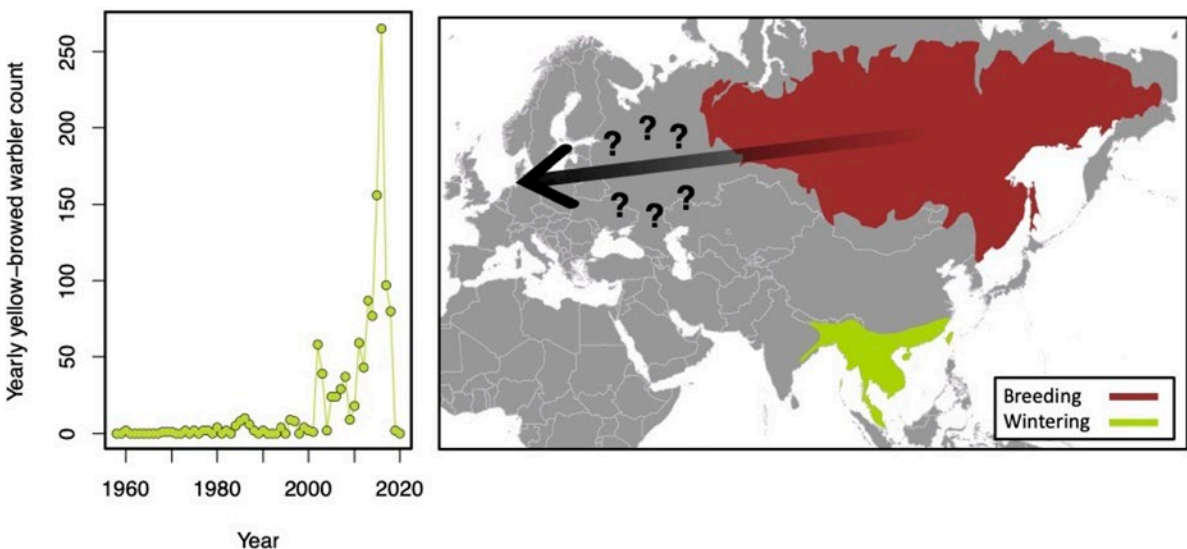 Yearly yellow−browed warbler count
250
200
150
100
50
0
1960 1980 2000 2020
Year
? ? ?
? ? ?
Breeding
Wintering